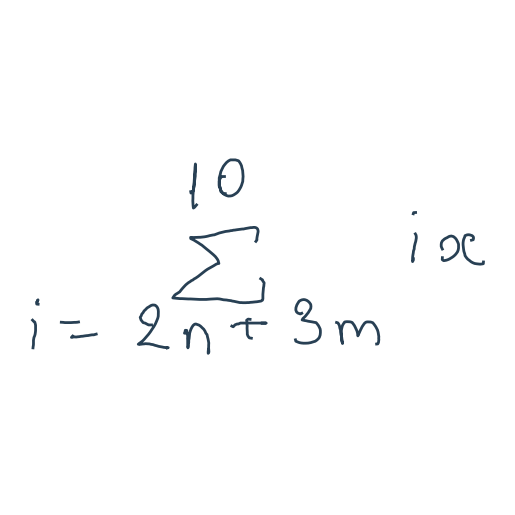 10
∑ ix
i = 2n + 3m